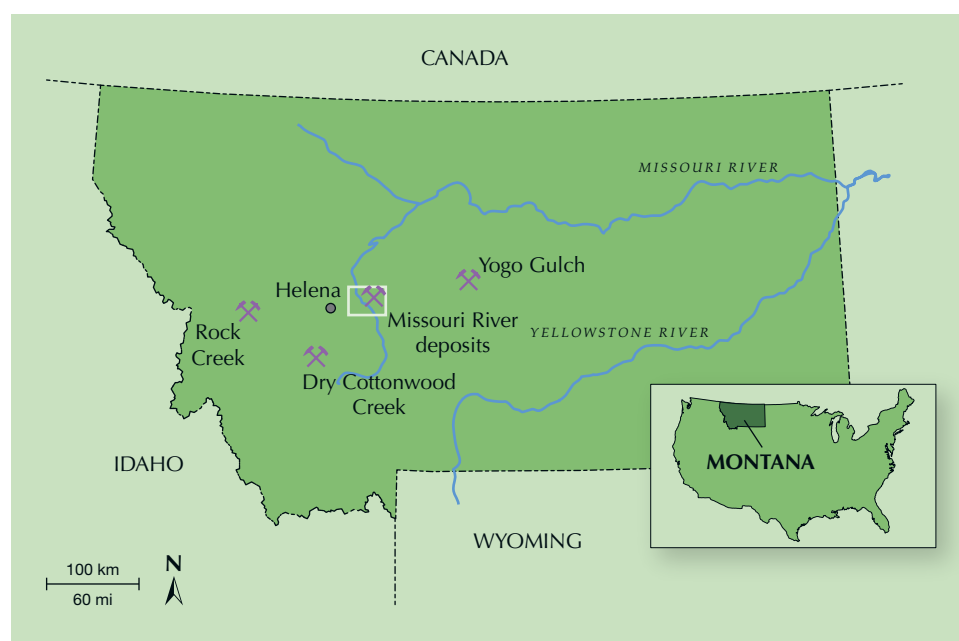 CANADA
MISSOURI RIVER
Yogo Gulch
Helena
Missouri River
deposits
YELLOWSTONE RIVER
Rock
Creek
Dry Cottonwood
Creek
IDAHO
MONTANA
WYOMING
100 km
60 mi
N